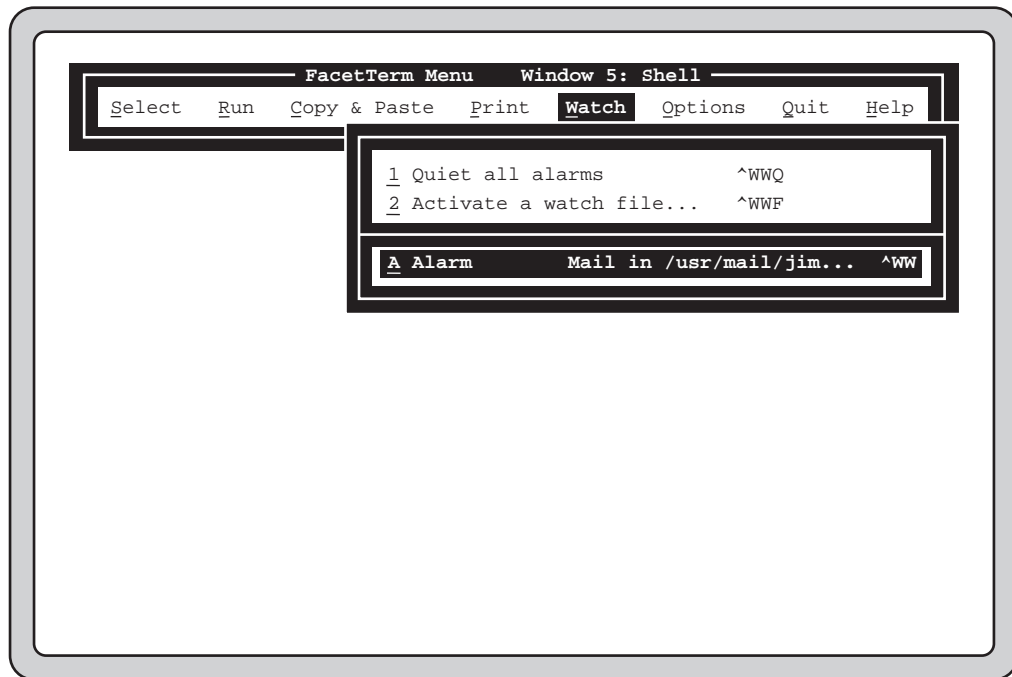 FacetTerm Menu Window 5: Shell
Select Run Copy & Paste Print Watch Options Quit Help
1 Quiet all alarms ^WWQ
2 Activate a watch file... ^WWF
A Alarm Mail in /usr/mail/jim... ^WW